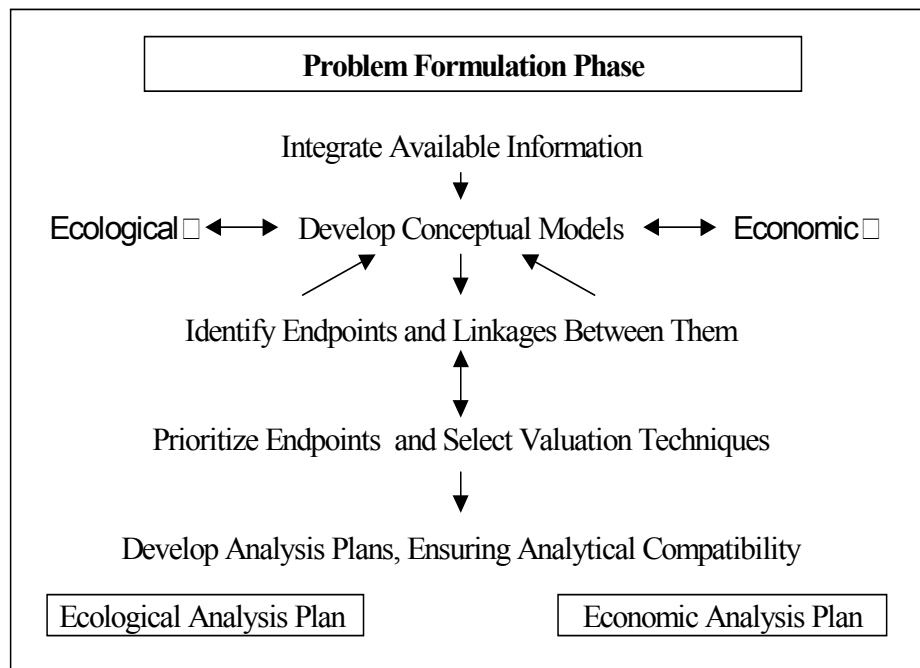 Problem Formulation Phase
Integrate Available Information
Ecological □ Develop Conceptual Models Economic □
Identify Endpoints and Linkages Between Them
Prioritize Endpoints and Select Valuation Techniques
Develop Analysis Plans, Ensuring Analytical Compatibility
Ecological Analysis Plan Economic Analysis Plan